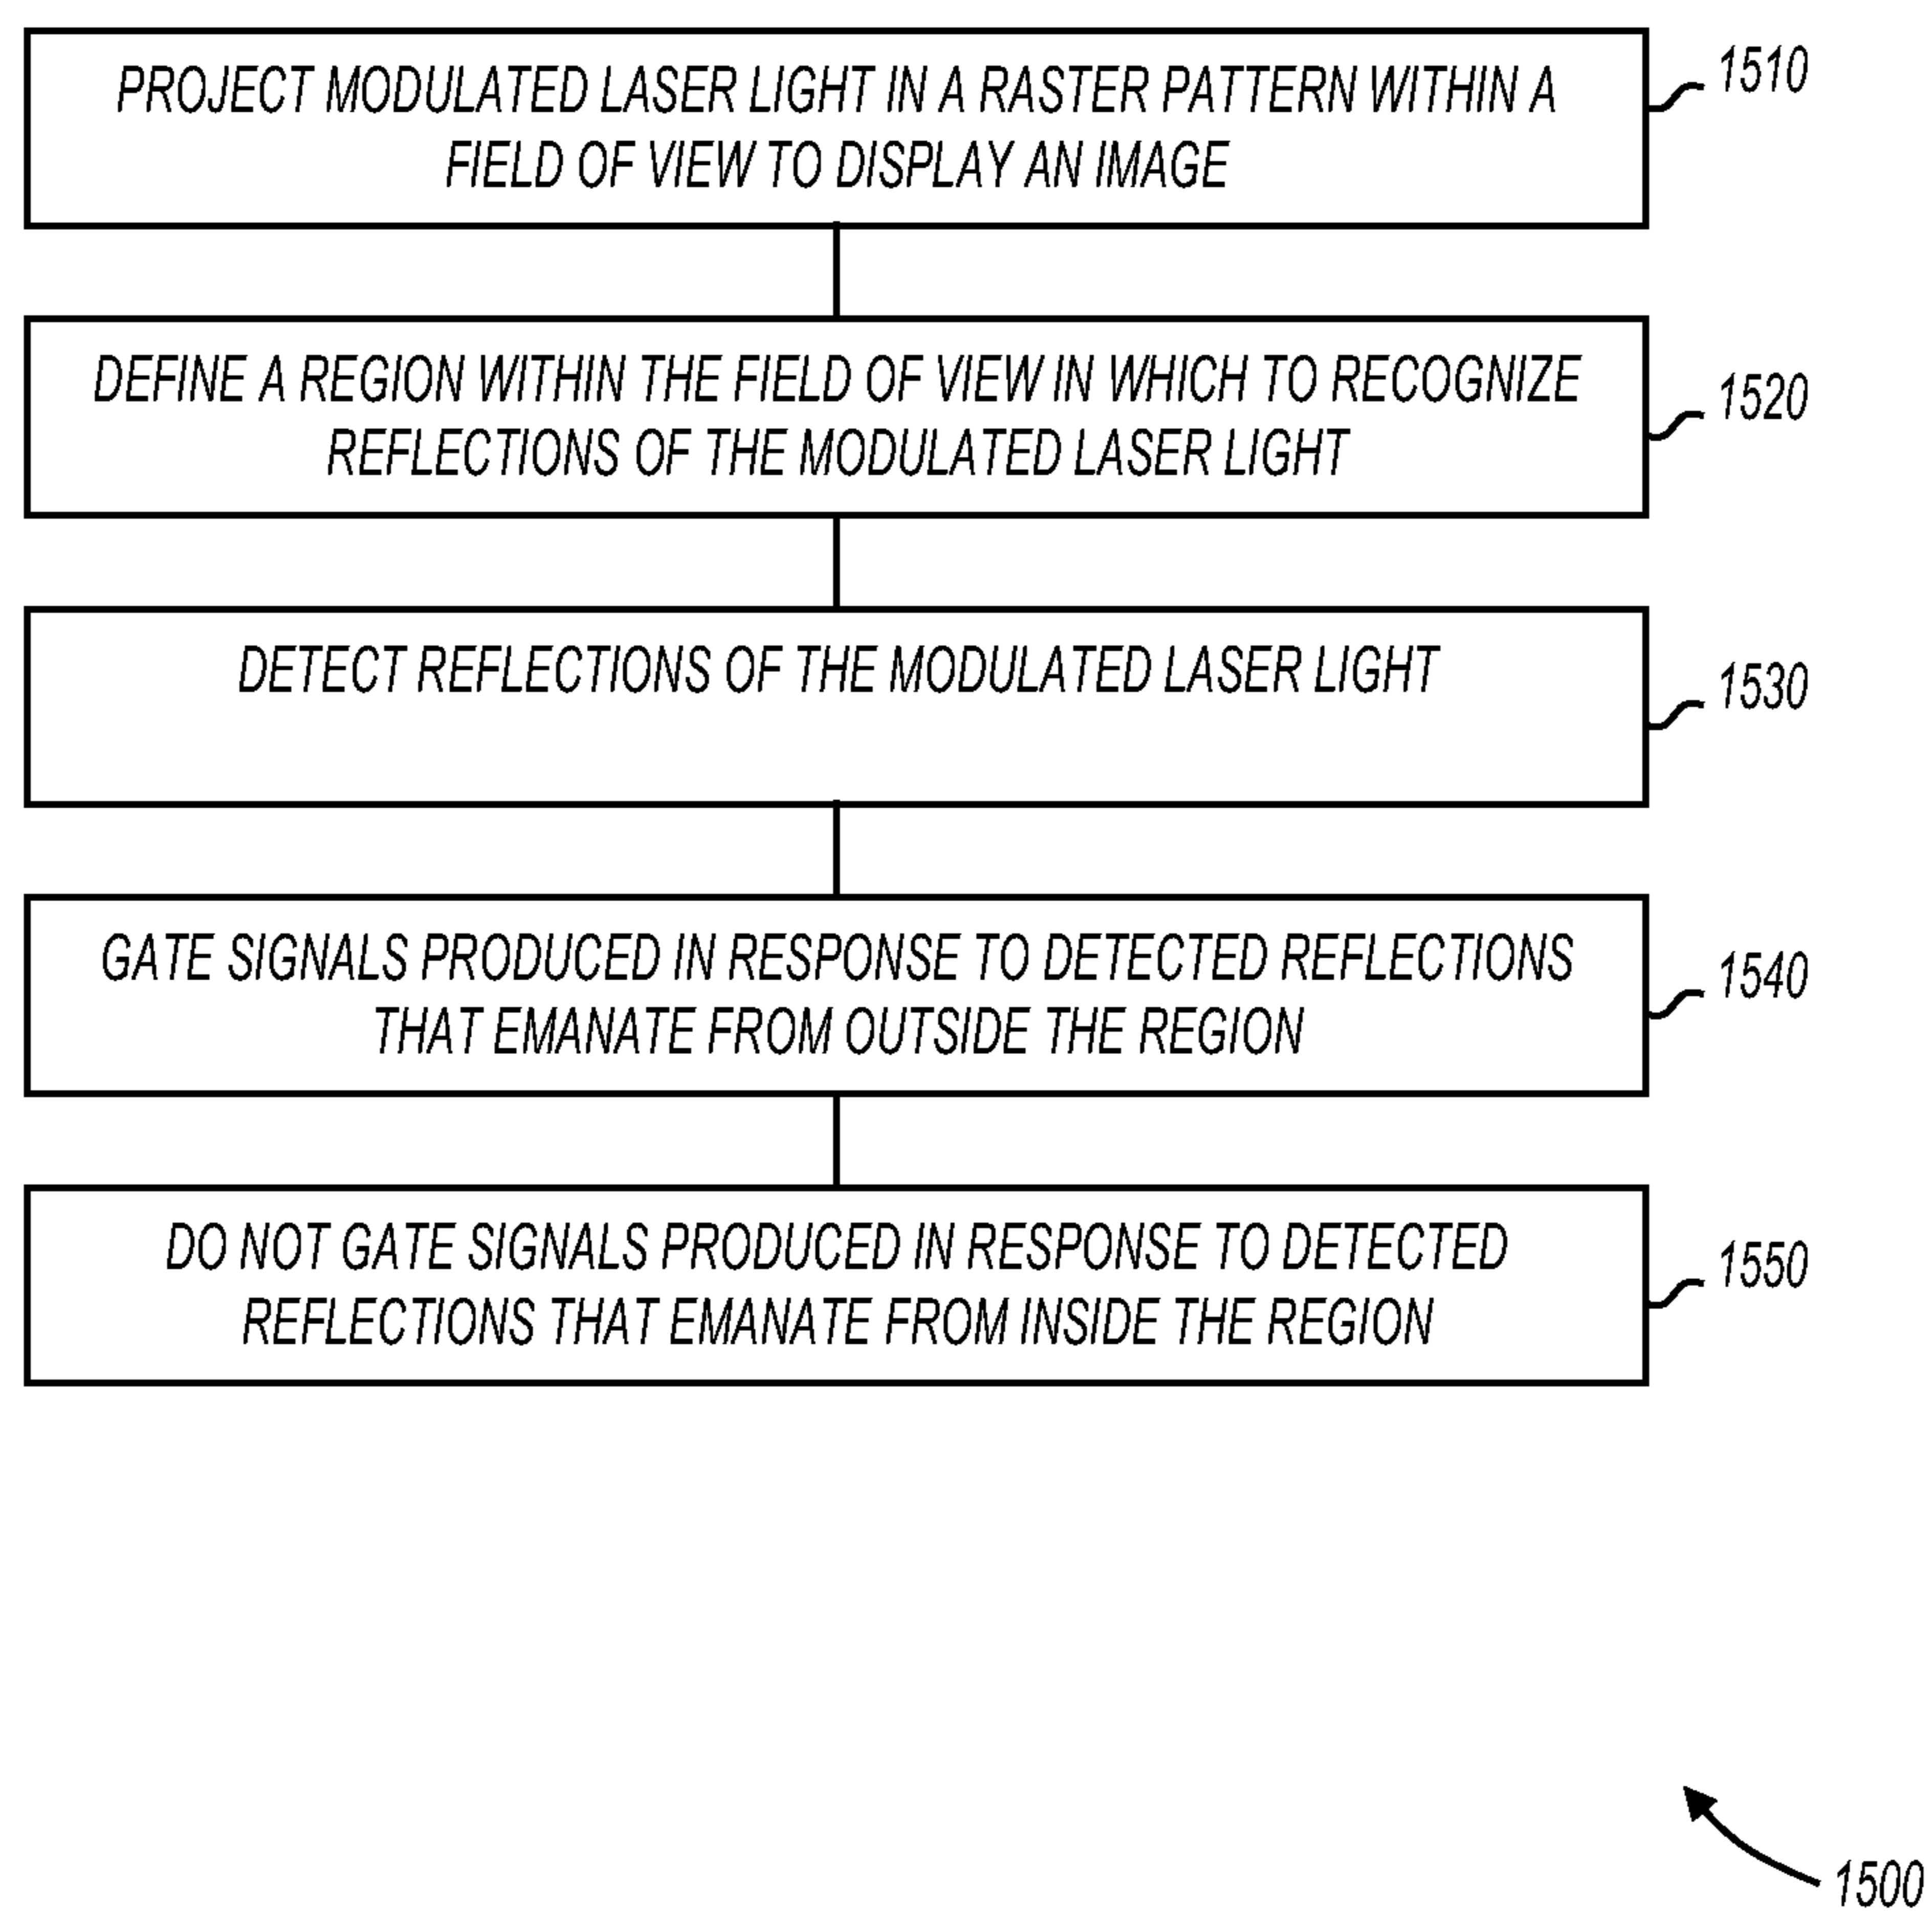 PROJECT MODULATED LASER LIGHT IN A RASTER PATTERN WITHIN A
FIELD OF VIEW TO DISPLAY AN IMAGE
1510
DEFINE A REGION WITHIN THE FIELD OF VIEW IN WHICH TO RECOGNIZE
REFLECTIONS OF THE MODULATED LASER LIGHT
1520
DETECT REFLECTIONS OF THE MODULATED LASER LIGHT
1530
GATE SIGNALS PRODUCED IN RESPONSE TO DETECTED REFLECTIONS
THAT EMANATE FROM OUTSIDE THE REGION
1540
DO NOT GATE SIGNALS PRODUCED IN RESPONSE TO DETECTED
REFLECTIONS THAT EMANATE FROM INSIDE THE REGION
1550
1500